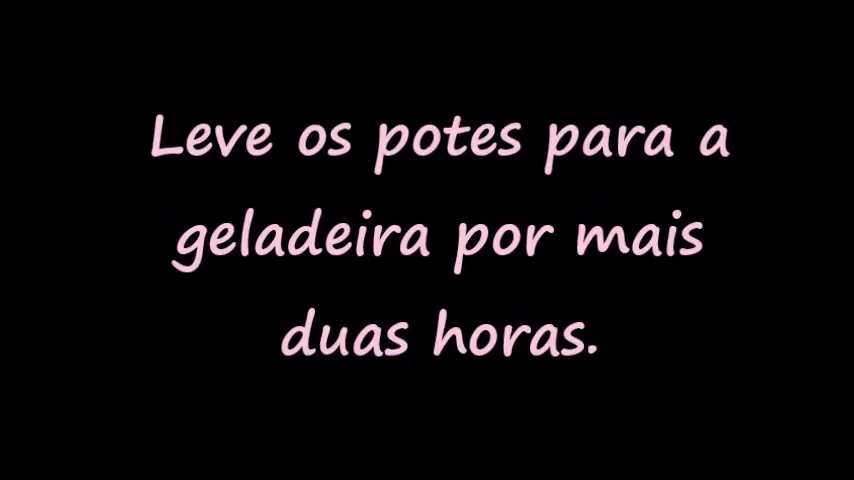 Leve os potes para a
geladeira por mais
duas horas.